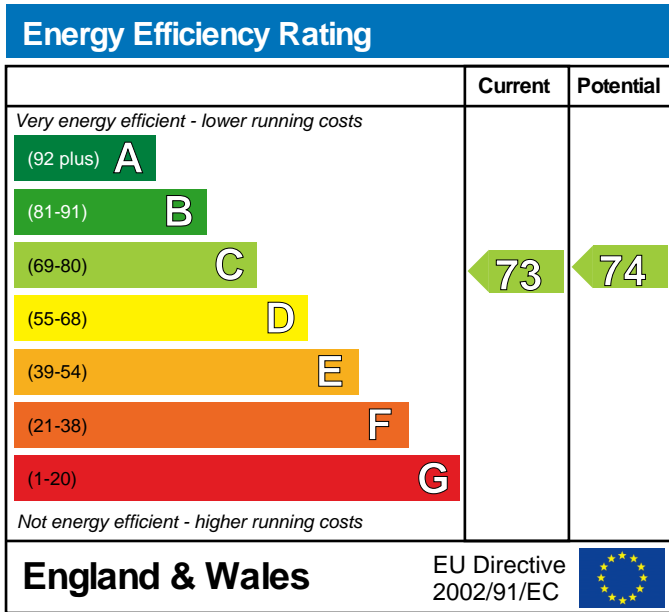 Energy Efficiency Rating
Current Potential
Very energy efficient - lower running costs
(92 plus) A
(81-91) B
(69-80) C
73 74
(55-68) D
(39-54) E
(21-38) F
(1-20) G
Not energy efficient - higher running costs
England & Wales
EU Directive
2002/91/EC